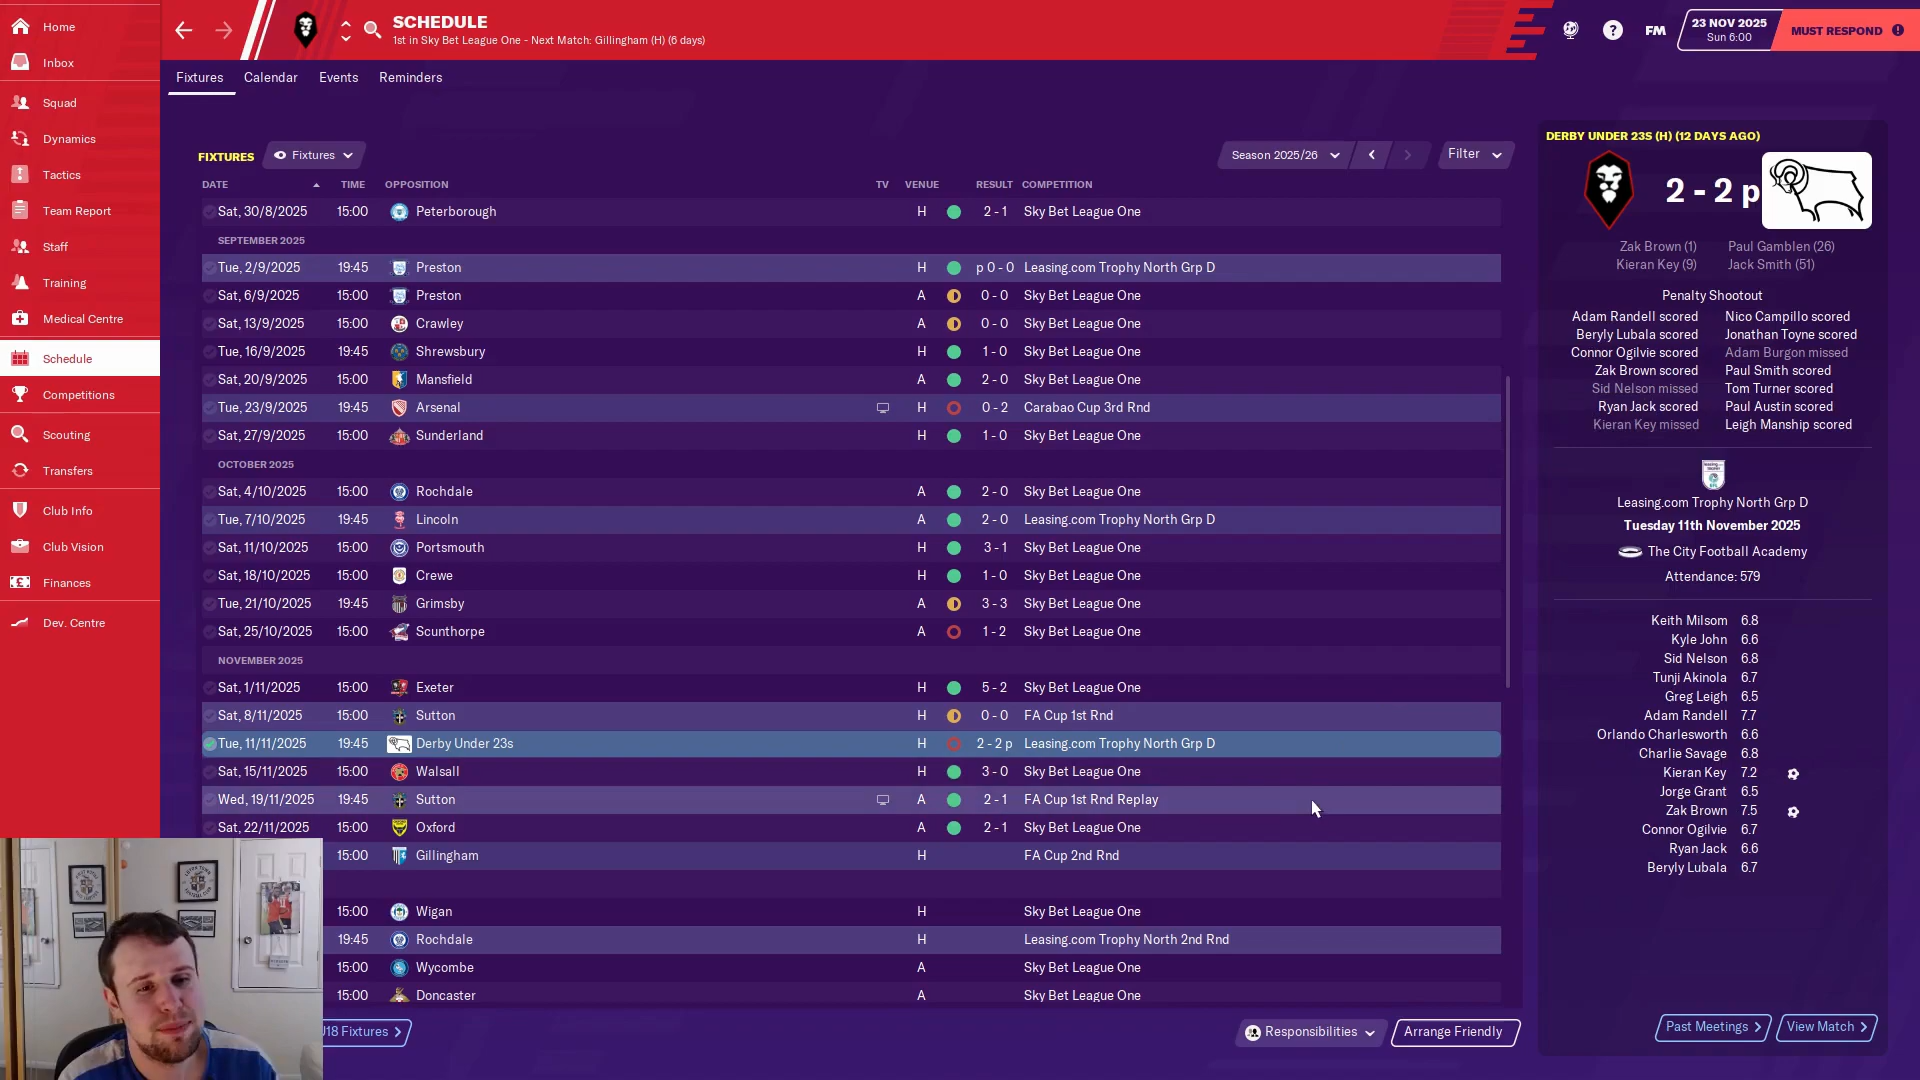 Home
Inbox
Squad
Dynamics
Tactics
Team Report
Staff
Training
Medical Centre
Schedule
Competitions
Scouting
Transfers
Club Info
Club Vision
Finances
Dev. Centre
SCHEDULE
1st in Sky Bet League One - Next Match: Gillingham (H) (6 days)
FM
23 NOV 2025
Sun 6:00
MUST RESPOND
Fixtures Calendar Events Reminders
FIXTURES Fixtures Season 2025/26 Filter
DATE TIME OPPOSITION TV VENUE RESULT COMPETITION
Sat, 30/8/2025 15:00 Peterborough H 2 - 1 Sky Bet League One
SEPTEMBER 2025
Tue, 2/9/2025 19:45 Preston H p 0 - 0 Leasing.com Trophy North Grp D
Sat, 6/9/2025 15:00 Preston A 0 - 0 Sky Bet League One
Sat, 13/9/2025 15:00 Crawley A 0 - 0 Sky Bet League One
Tue, 16/9/2025 19:45 Shrewsbury H 1 - 0 Sky Bet League One
Sat, 20/9/2025 15:00 Mansfield A 2 - 0 Sky Bet League One
Tue, 23/9/2025 19:45 Arsenal H 0 - 2 Carabao Cup 3rd Rnd
Sat, 27/9/2025 15:00 Sunderland H 1 - 0 Sky Bet League One
OCTOBER 2025
Sat, 4/10/2025 15:00 Rochdale A 2 - 0 Sky Bet League One
Tue, 7/10/2025 19:45 Lincoln A 2 - 0 Leasing.com Trophy North Grp D
Sat, 11/10/2025 15:00 Portsmouth H 3 - 1 Sky Bet League One
Sat, 18/10/2025 15:00 Crewe H 1 - 0 Sky Bet League One
Tue, 21/10/2025 19:45 Grimsby A 3 - 3 Sky Bet League One
Sat, 25/10/2025 15:00 Scunthorpe A 1 - 2 Sky Bet League One
NOVEMBER 2025
Sat, 1/11/2025 15:00 Exeter H 5 - 2 Sky Bet League One
Sat, 8/11/2025 15:00 Sutton H 0 - 0 FA Cup 1st Rnd
Tue, 11/11/2025 19:45 Derby Under 23s H 2 - 2 p Leasing.com Trophy North Grp D
Sat, 15/11/2025 15:00 Walsall H 3 - 0 Sky Bet League One
Wed, 19/11/2025 19:45 Sutton A 2 - 1 FA Cup 1st Rnd Replay
Sat, 22/11/2025 15:00 Oxford A 2 - 1 Sky Bet League One
15:00 Gillingham H FA Cup 2nd Rnd
15:00 Wigan H Sky Bet League One
19:45 Rochdale H Leasing.com Trophy North 2nd Rnd
15:00 Wycombe A Sky Bet League One
15:00 Doncaster A Sky Bet League One
U18 Fixtures Responsibilities Arrange Friendly
DERBY UNDER 23S (H) (12 DAYS AGO)
2 - 2 p
Zak Brown (1) Paul Gamblen (26)
Kieran Key (9) Jack Smith (51)
Penalty Shootout
Adam Randell scored Nico Campillo scored
Beryly Lubala scored Jonathan Toyne scored
Connor Ogilvie scored Adam Burgon missed
Zak Brown scored Paul Smith scored
Sid Nelson missed Tom Turner scored
Ryan Jack scored Paul Austin scored
Kieran Key missed Leigh Manship scored
Leasing.com Trophy North Grp D
Tuesday 11th November 2025
The City Football Academy
Attendance: 579
Keith Milsom 6.8
Kyle John 6.6
Sid Nelson 6.8
Tunji Akinola 6.7
Greg Leigh 6.5
Adam Randell 7.7
Orlando Charlesworth 6.6
Charlie Savage 6.8
Kieran Key 7.2
Jorge Grant 6.5
Zak Brown 7.5
Connor Ogilvie 6.7
Ryan Jack 6.6
Beryly Lubala 6.7
Past Meetings View Match